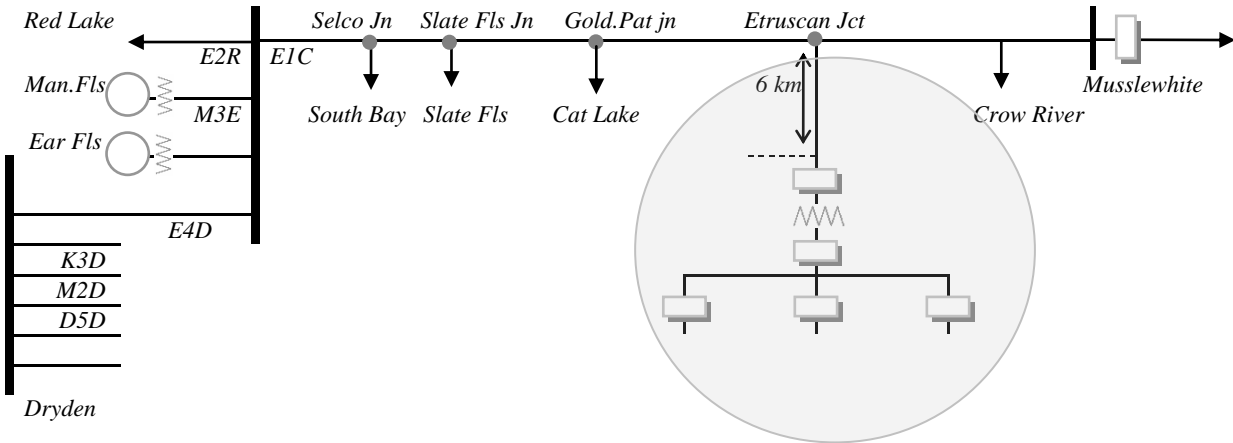 Red Lake
Selco Jn
Slate Fls Jn
Gold.Pat jn
Etruscan Jct
E2R
E1C
Man.Fls
6 km
Musslewhite
M3E
South Bay
Slate Fls
Cat Lake
Crow River
Ear Fls
E4D
K3D
M2D
D5D
Dryden